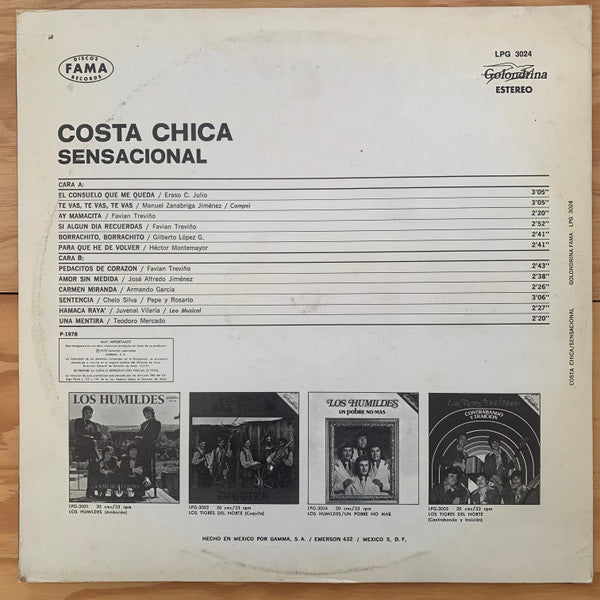 DISCOS
FAMA
RECORDS
LPG 3024
Golondrina
ESTEREO
COSTA CHICA
SENSACIONAL
CARA A:
EL CONSUELO QUE ME QUEDA / Eraso C. Julio 3'05"
TE VAS, TE VAS, TE VAS / Manuel Zanabriga Jiménez / Campei 3'05"
AY MAMACITA / Favian Treviño 2'20"
SI ALGUN DIA RECUERDAS / Favian Treviño 2'52"
BORRACHITO, BORRACHITO / Gilberto López G. 2'41"
PARA QUE HE DE VOLVER / Héctor Montemayor 2'41"
CARA B:
PEDACITOS DE CORAZON / Favian Treviño 2'43"
AMOR SIN MEDIDA / José Alfredo Jiménez 2'38"
CARMEN MIRANDA / Armando García 2'26"
SENTENCIA / Chelo Silva / Pepe y Rosario 3'06"
HAMACA RAYA' / Juvenal Vilaria / Leo Musical 2'27"
UNA MENTIRA / Teodoro Mercado 2'20"
P-1978
MUY IMPORTANTE
COSTA CHICA/SENSACIONAL GOLONDRINA FAMA LPG 3024
LOS HUMILDES
LOS HUMILDES
UN POBRE NO MAS
Los Tigres Del Norte
CONTRABANDO
Y TRAICION
LPG-3001 30 cms/33 rpm
LOS HUMILDES (Ambición)
LPG-3002 30 cms/33 rpm
LOS TIGRES DEL NORTE (Cuquita)
LPG-3004 30 cms/33 rpm
LOS HUMILDES/UN POBRE NO MAS
LPG-3005 30 cms/33 rpm
LOS TIGRES DEL NORTE
(Contrabando y traición)
HECHO EN MEXICO POR GAMMA, S.A. / EMERSON 432 / MEXICO 5, D.F.